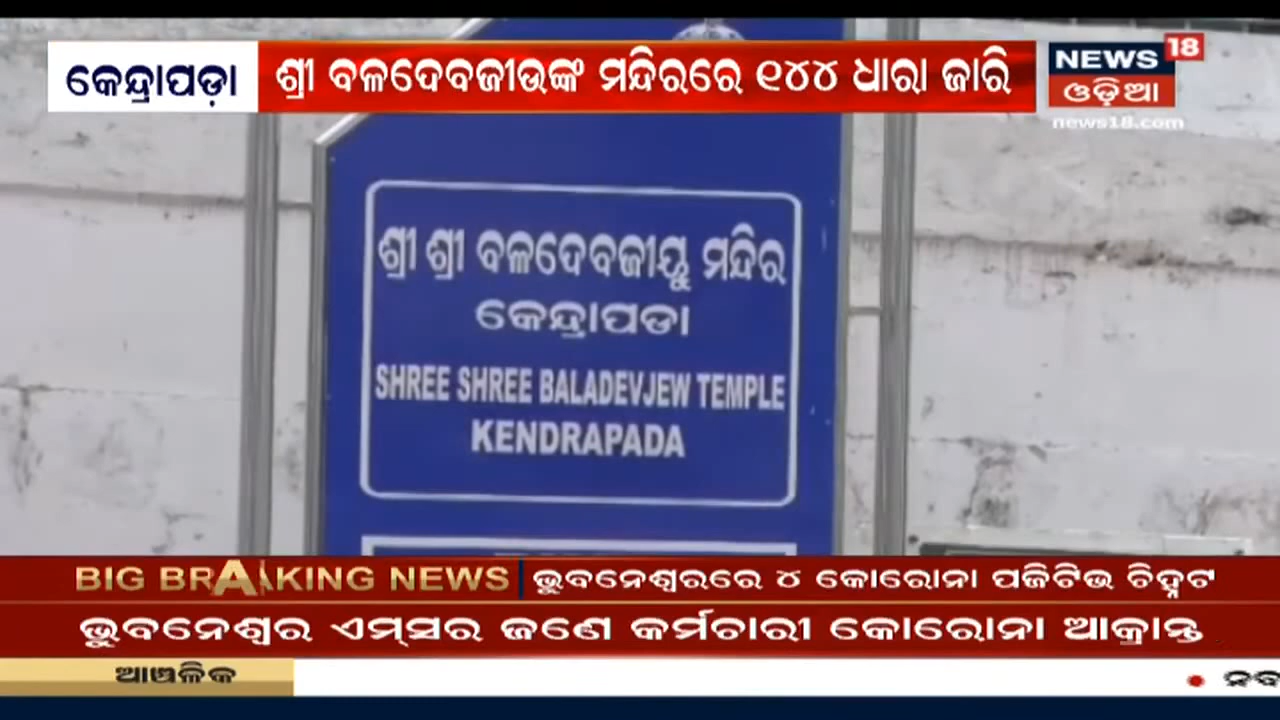 କେନ୍ଦ୍ରାପଡ଼ା
ଶ୍ରୀ ବଳଦେବଜୀଉଙ୍କ ମନ୍ଦିରରେ ୧୪୪ ଧାରା ଜାରି
NEWS 18
ଓଡ଼ିଆ
news18.com
ଶ୍ରୀ ଶ୍ରୀ ବଳଦେବଜୀୟୁ ମନ୍ଦିର
କେନ୍ଦ୍ରାପଡା
SHREE SHREE BALADEVJEW TEMPLE
KENDRAPADA
BIG BREAKING NEWS
ଭୁବନେଶ୍ୱରରେ ୪ କୋରୋନା ପଜିଟିଭ ଚିହ୍ନଟ
ଭୁବନେଶ୍ୱର ଏମ୍‌ସର ଜଣେ କର୍ମଚାରୀ କୋରୋନା ଆକ୍ରାନ୍ତ
ଆଞ୍ଚଳିକ